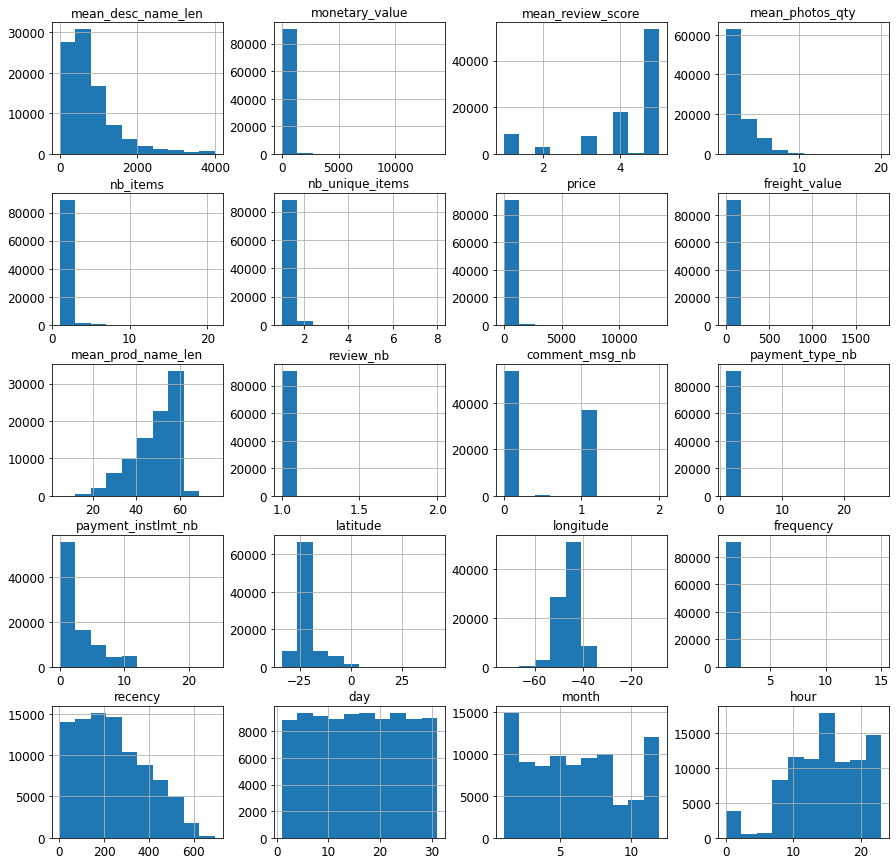 mean_desc_name_len monetary_value mean_review_score mean_photos_qty
30000 80000 40000 60000
20000 60000 20000 40000
10000 40000 0 20000
0 20000 0
0
0 2000 4000 0 5000 10000 2 4 10 20
nb_items nb_unique_items price freight_value
80000 80000 80000 80000
60000 60000 60000 60000
40000 40000 40000 40000
20000 20000 20000 20000
0 0 0 0
0 10 20 2 4 6 8 0 5000 10000 0 500 1000 1500
mean_prod_name_len review_nb comment_msg_nb payment_type_nb
30000 80000 40000 80000
20000 60000 20000 60000
10000 40000 0 40000
0 20000 20000
0 0
20 40 60 1.0 1.5 2.0 0 1 2 0 10 20
payment_instlmt_nb latitude longitude frequency
40000 60000 40000 80000
20000 40000 20000 60000
0 20000 0 40000
0 20000
0
0 10 20 −25 0 25 −60 −40 −20 5 10 15
recency day month hour
15000 8000 15000 15000
10000 6000 10000 10000
5000 4000 5000 5000
0 2000 0 0
0
0 200 400 600 0 10 20 30 5 10 0 10 20